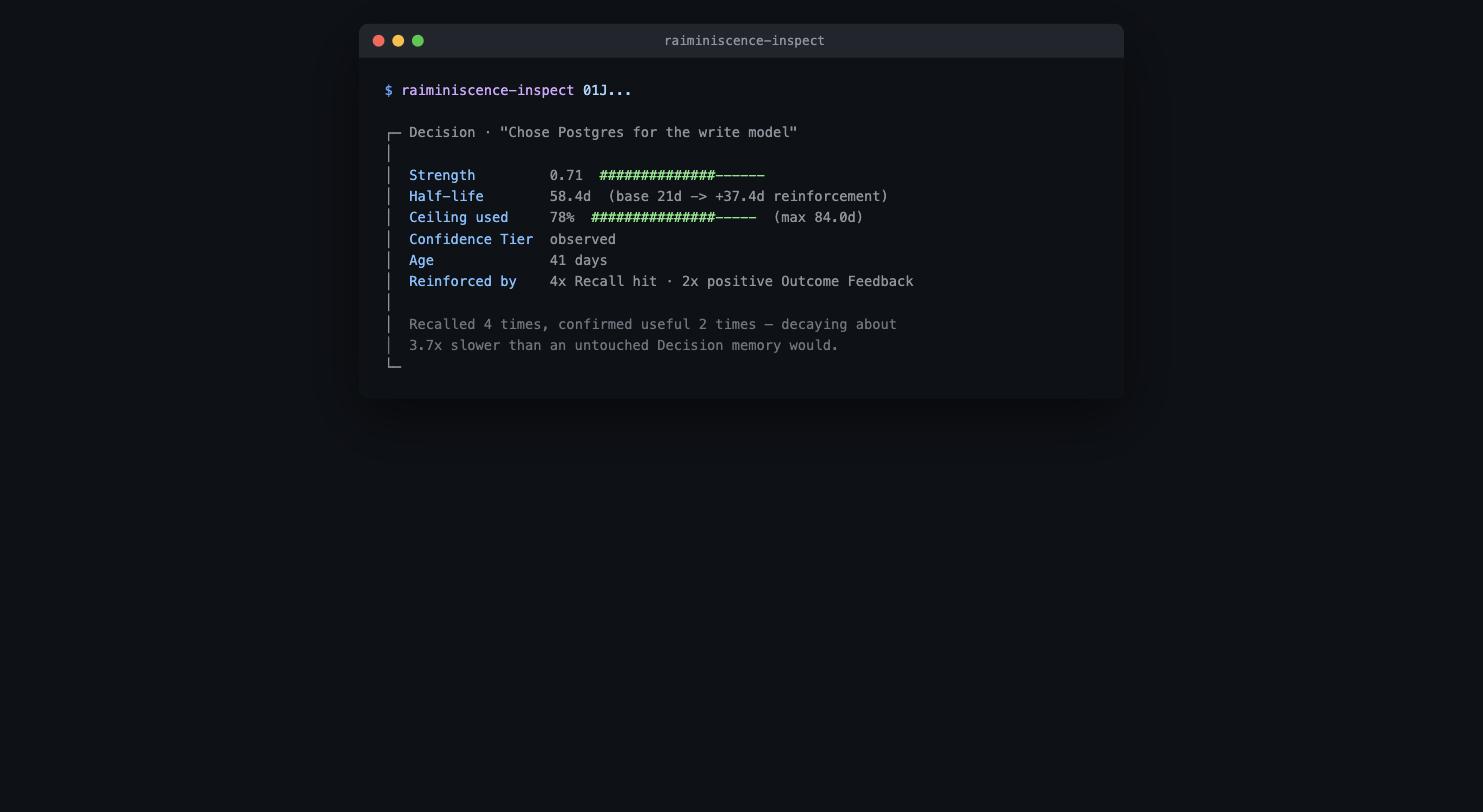 raiminiscence-inspect
$ raiminiscence-inspect 01J...
┌─ Decision · "Chose Postgres for the write model"
│
│  Strength         0.71  ##############------
│  Half-life        58.4d  (base 21d -> +37.4d reinforcement)
│  Ceiling used     78%  ###############-----  (max 84.0d)
│  Confidence Tier  observed
│  Age              41 days
│  Reinforced by    4x Recall hit · 2x positive Outcome Feedback
│
│  Recalled 4 times, confirmed useful 2 times — decaying about
│  3.7x slower than an untouched Decision memory would.
└─